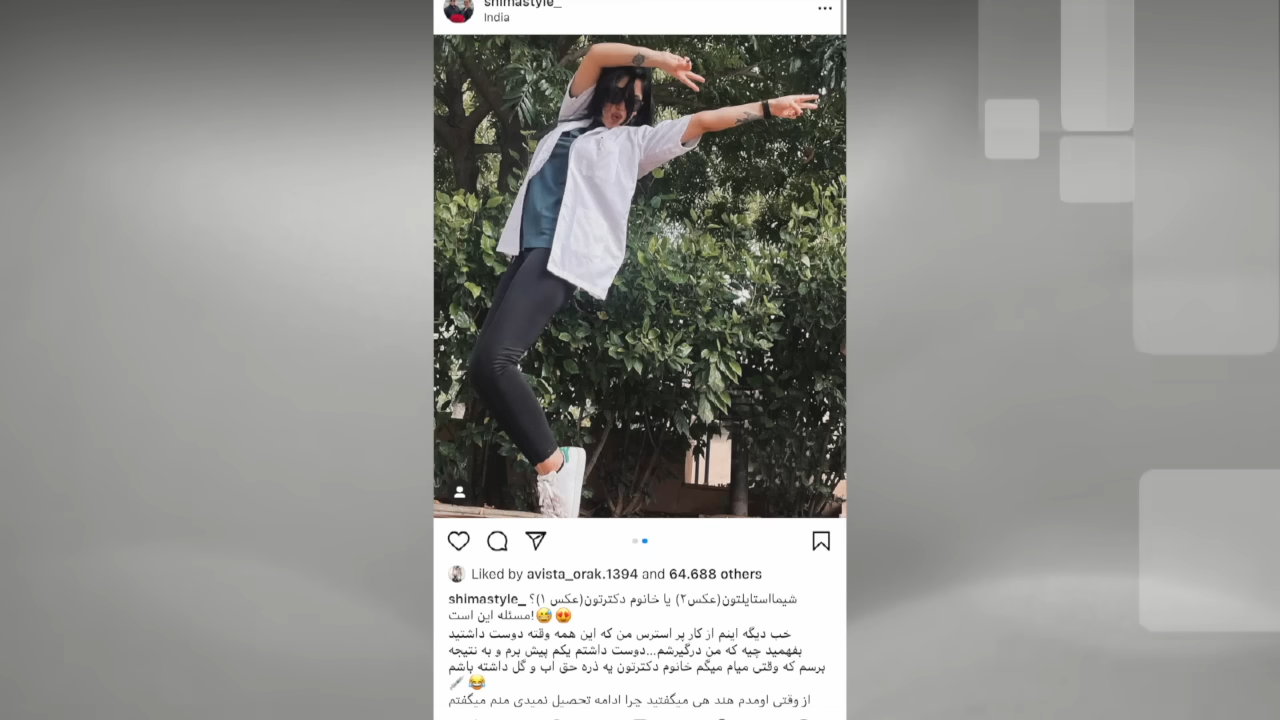 shimastyle_
India
Liked by avista_orak.1394 and 64.688 others
shimastyle_ شیمااستایلتون(عکس۲) یا خانوم دکترتون(عکس ۱)؟
مسئله این است!😅😍
خب دیگه اینم از کار پر استرس من که این همه وقته دوست داشتید
بفهمید چیه که من درگیرشم...دوست داشتم یکم پیش برم و به نتیجه
برسم که وقتی میام میگم خانوم دکترتون یه ذره حق اب و گل داشته باشم
💉😂
از وقتی اومدم هند هی میگفتید چرا ادامه تحصیل نمیدی منم میگفتم